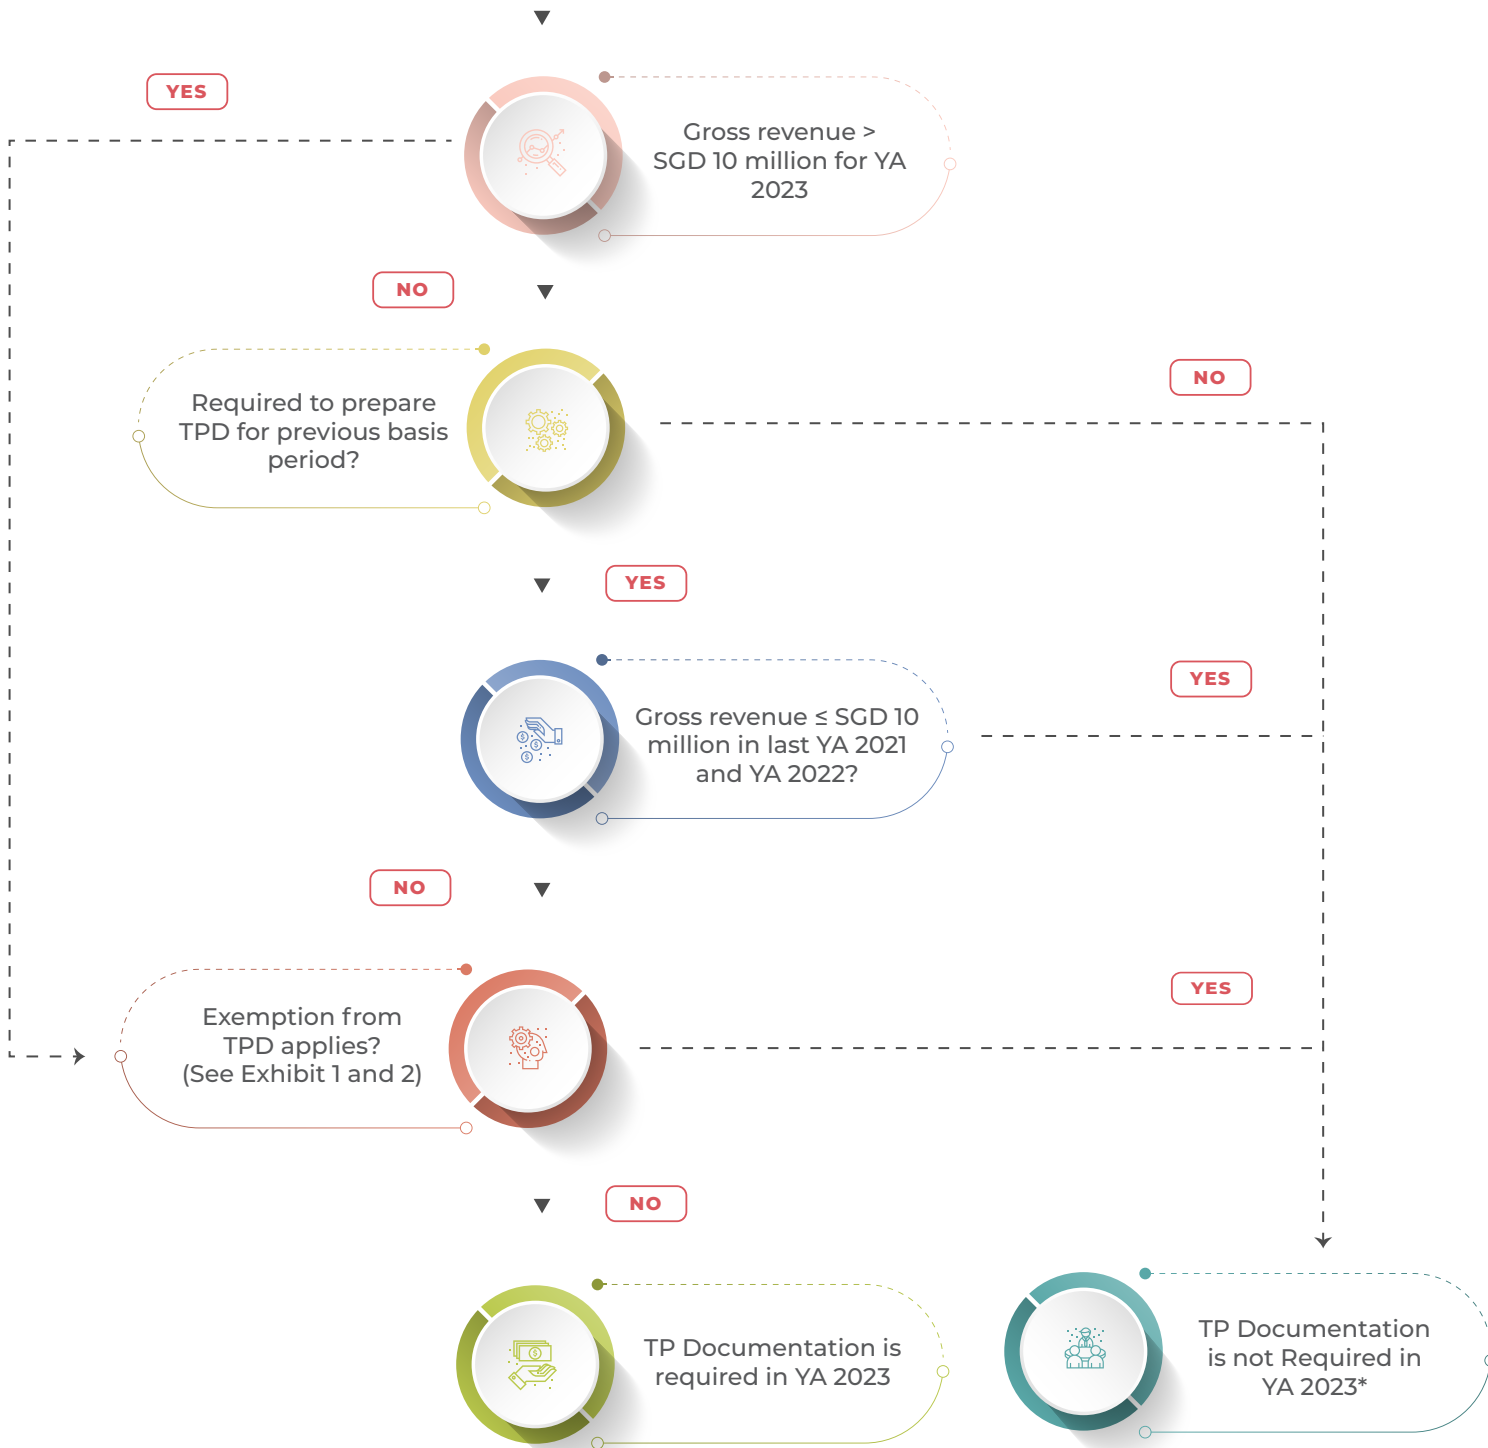 YES
Gross revenue >
SGD 10 million for YA
2023
NO
Required to prepare
TPD for previous basis
period?
NO
YES
Gross revenue ≤ SGD 10
million in last YA 2021
and YA 2022?
YES
NO
Exemption from
TPD applies?
(See Exhibit 1 and 2)
YES
NO
TP Documentation is
required in YA 2023
TP Documentation
is not Required in
YA 2023*